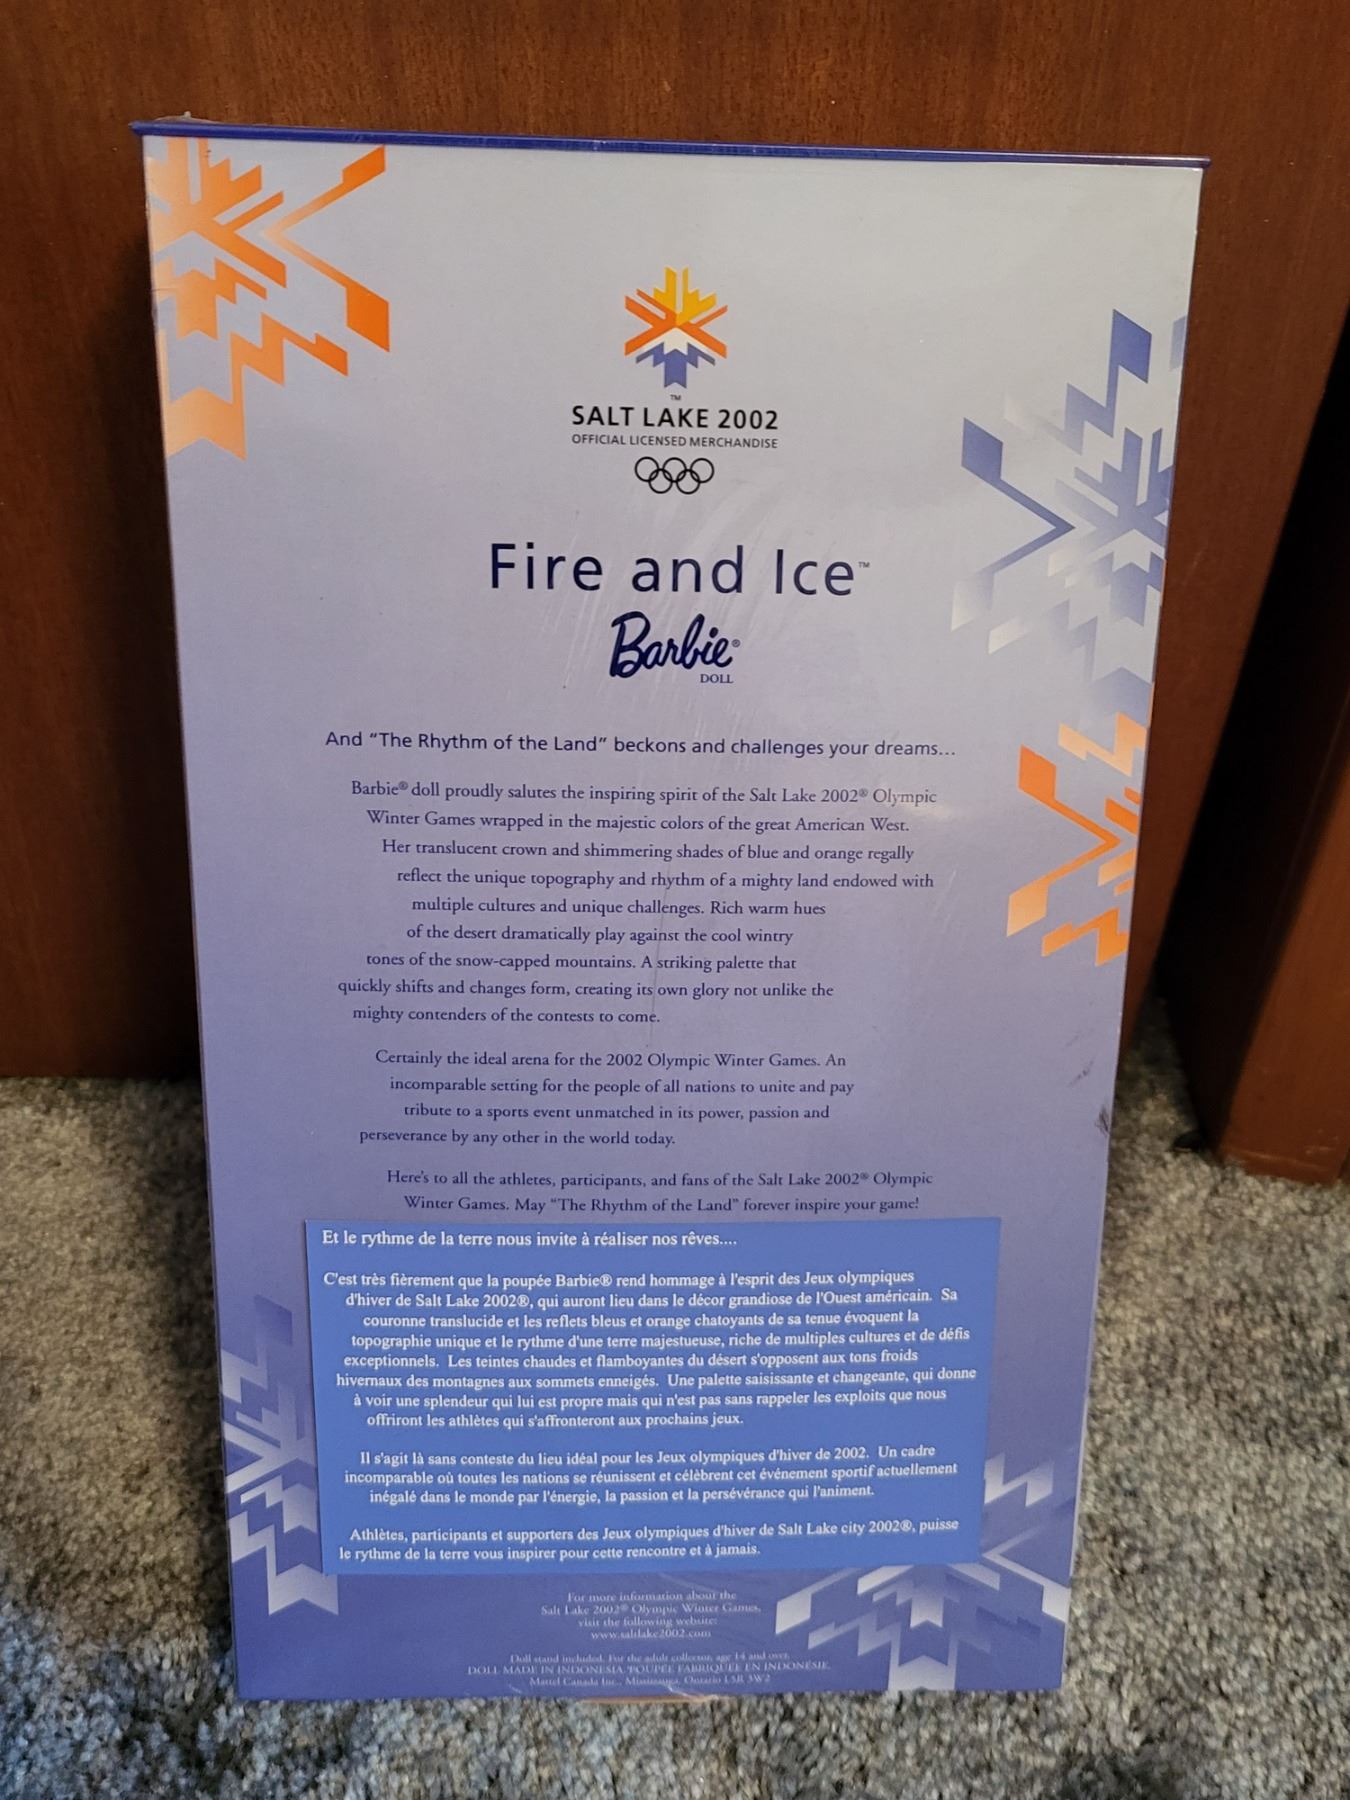 TM
SALT LAKE 2002
OFFICIAL LICENSED MERCHANDISE
Fire and Ice™
Barbie®
DOLL
And "The Rhythm of the Land" beckons and challenges your dreams...
Barbie® doll proudly salutes the inspiring spirit of the Salt Lake 2002® Olympic
Winter Games wrapped in the majestic colors of the great American West.
Her translucent crown and shimmering shades of blue and orange regally
reflect the unique topography and rhythm of a mighty land endowed with
multiple cultures and unique challenges. Rich warm hues
of the desert dramatically play against the cool wintry
tones of the snow-capped mountains. A striking palette that
quickly shifts and changes form, creating its own glory not unlike the
mighty contenders of the contests to come.
Certainly the ideal arena for the 2002 Olympic Winter Games. An
incomparable setting for the people of all nations to unite and pay
tribute to a sports event unmatched in its power, passion and
perseverance by any other in the world today.
Here's to all the athletes, participants, and fans of the Salt Lake 2002® Olympic
Winter Games. May "The Rhythm of the Land" forever inspire your game!
Et le rythme de la terre nous invite à réaliser nos rêves....
C'est très fièrement que la poupée Barbie® rend hommage à l'esprit des Jeux olympiques
d'hiver de Salt Lake 2002®, qui auront lieu dans le décor grandiose de l'Ouest américain. Sa
couronne translucide et les reflets bleus et orange chatoyants de sa tenue évoquent la
topographie unique et le rythme d'une terre majestueuse, riche de multiples cultures et de défis
exceptionnels. Les teintes chaudes et flamboyantes du désert s'opposent aux tons froids
hivernaux des montagnes aux sommets enneigés. Une palette saisissante et changeante, qui donne
à voir une splendeur qui lui est propre mais qui n'est pas sans rappeler les exploits que nous
offriront les athlètes qui s'affronteront aux prochains jeux.
Il s'agit là sans conteste du lieu idéal pour les Jeux olympiques d'hiver de 2002. Un cadre
incomparable où toutes les nations se réunissent et célèbrent cet événement sportif actuellement
inégalé dans le monde par l'énergie, la passion et la persévérance qui l'animent.
Athlètes, participants et supporters des Jeux olympiques d'hiver de Salt Lake city 2002®, puisse
le rythme de la terre vous inspirer pour cette rencontre et à jamais.
For more information about the
Salt Lake 2002® Olympic Winter Games,
visit the following website:
www.saltlake2002.com
Doll stand included. For the adult collector, age 14 and over.
DOLL MADE IN INDONESIA/POUPÉE FABRIQUÉE EN INDONÉSIE.
Mattel Canada Inc., Mississauga, Ontario L5R 3W2